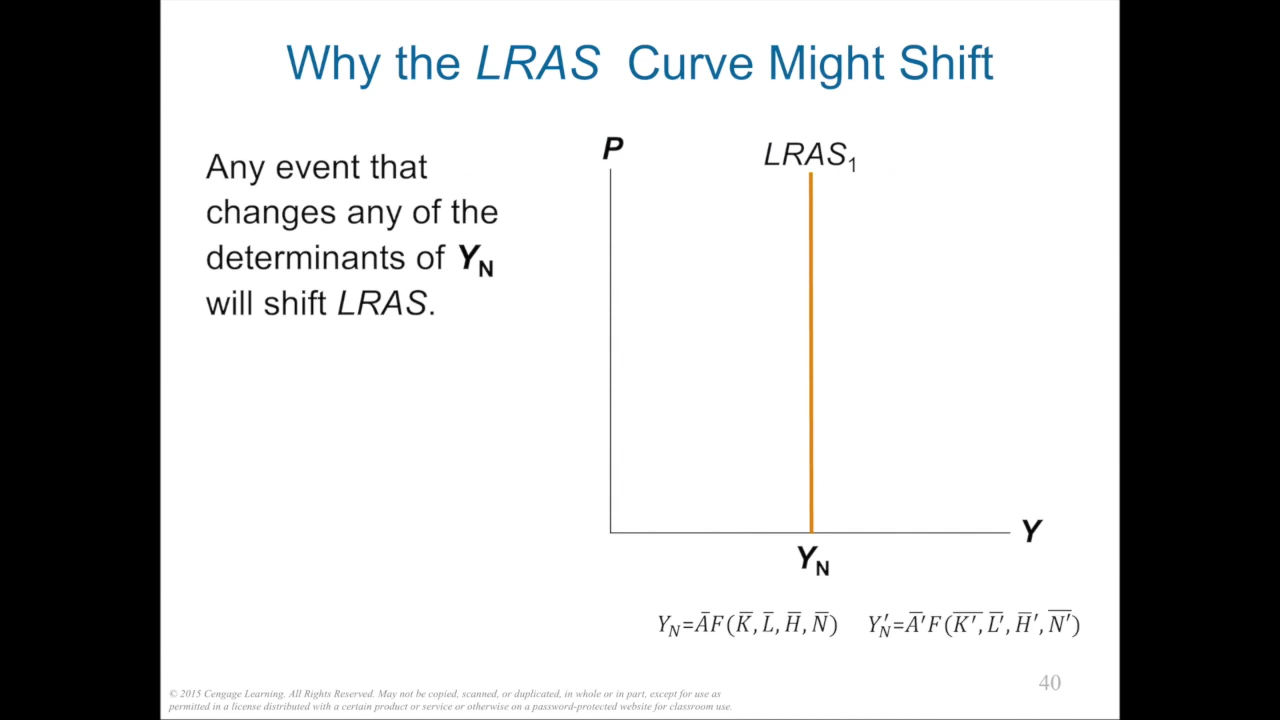 Why the LRAS Curve Might Shift
Any event that
changes any of the
determinants of Y_N
will shift LRAS.
P
LRAS₁
Y
Y_N
Y_N=A̅F(K̅, L̅, H̅, N̅) Y′_N=A̅′F(K̅′, L̅′, H̅′, N̅′)
40
© 2015 Cengage Learning. All Rights Reserved. May not be copied, scanned, or duplicated, in whole or in part, except for use as
permitted in a license distributed with a certain product or service or otherwise on a password-protected website for classroom use.